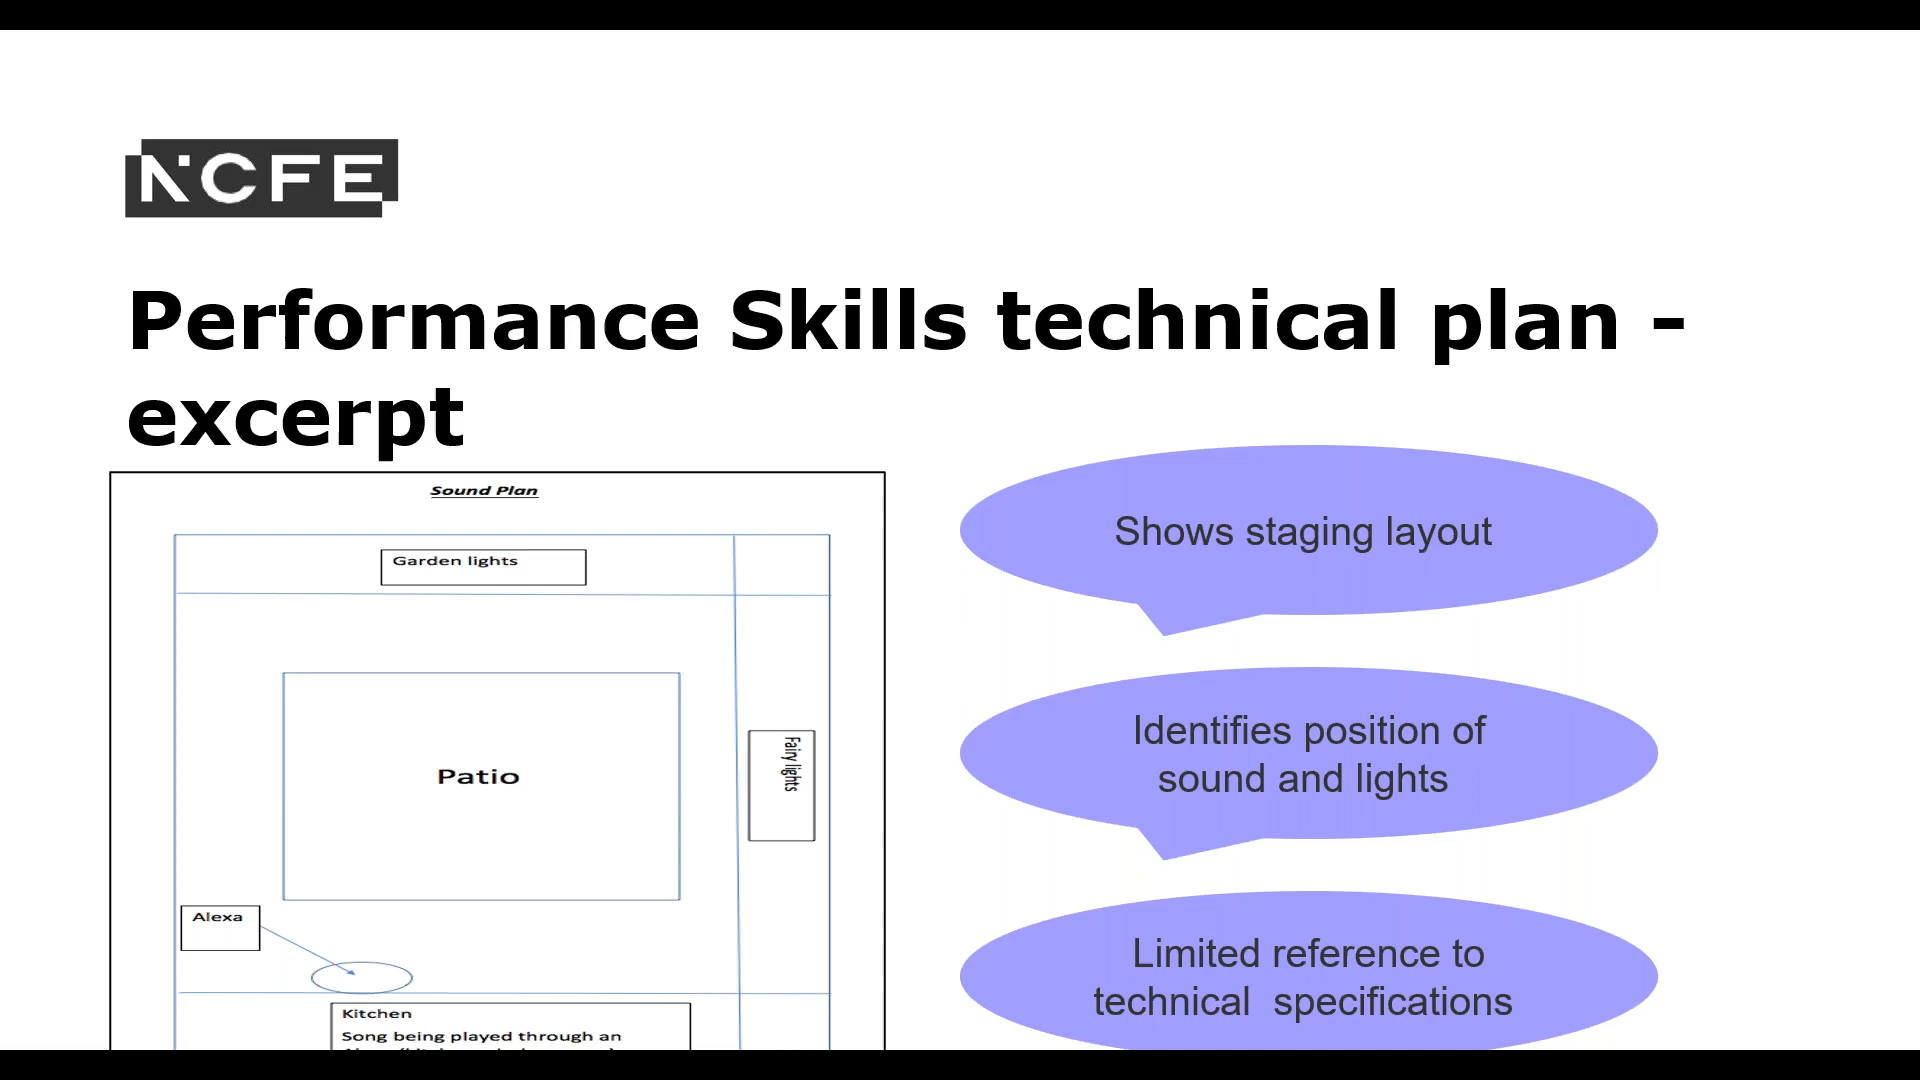 NCFE
Performance Skills technical plan -
excerpt
Sound Plan
Garden lights
Patio
Fairy lights
Alexa
Kitchen
Song being played through an
Shows staging layout
Identifies position of
sound and lights
Limited reference to
technical  specifications